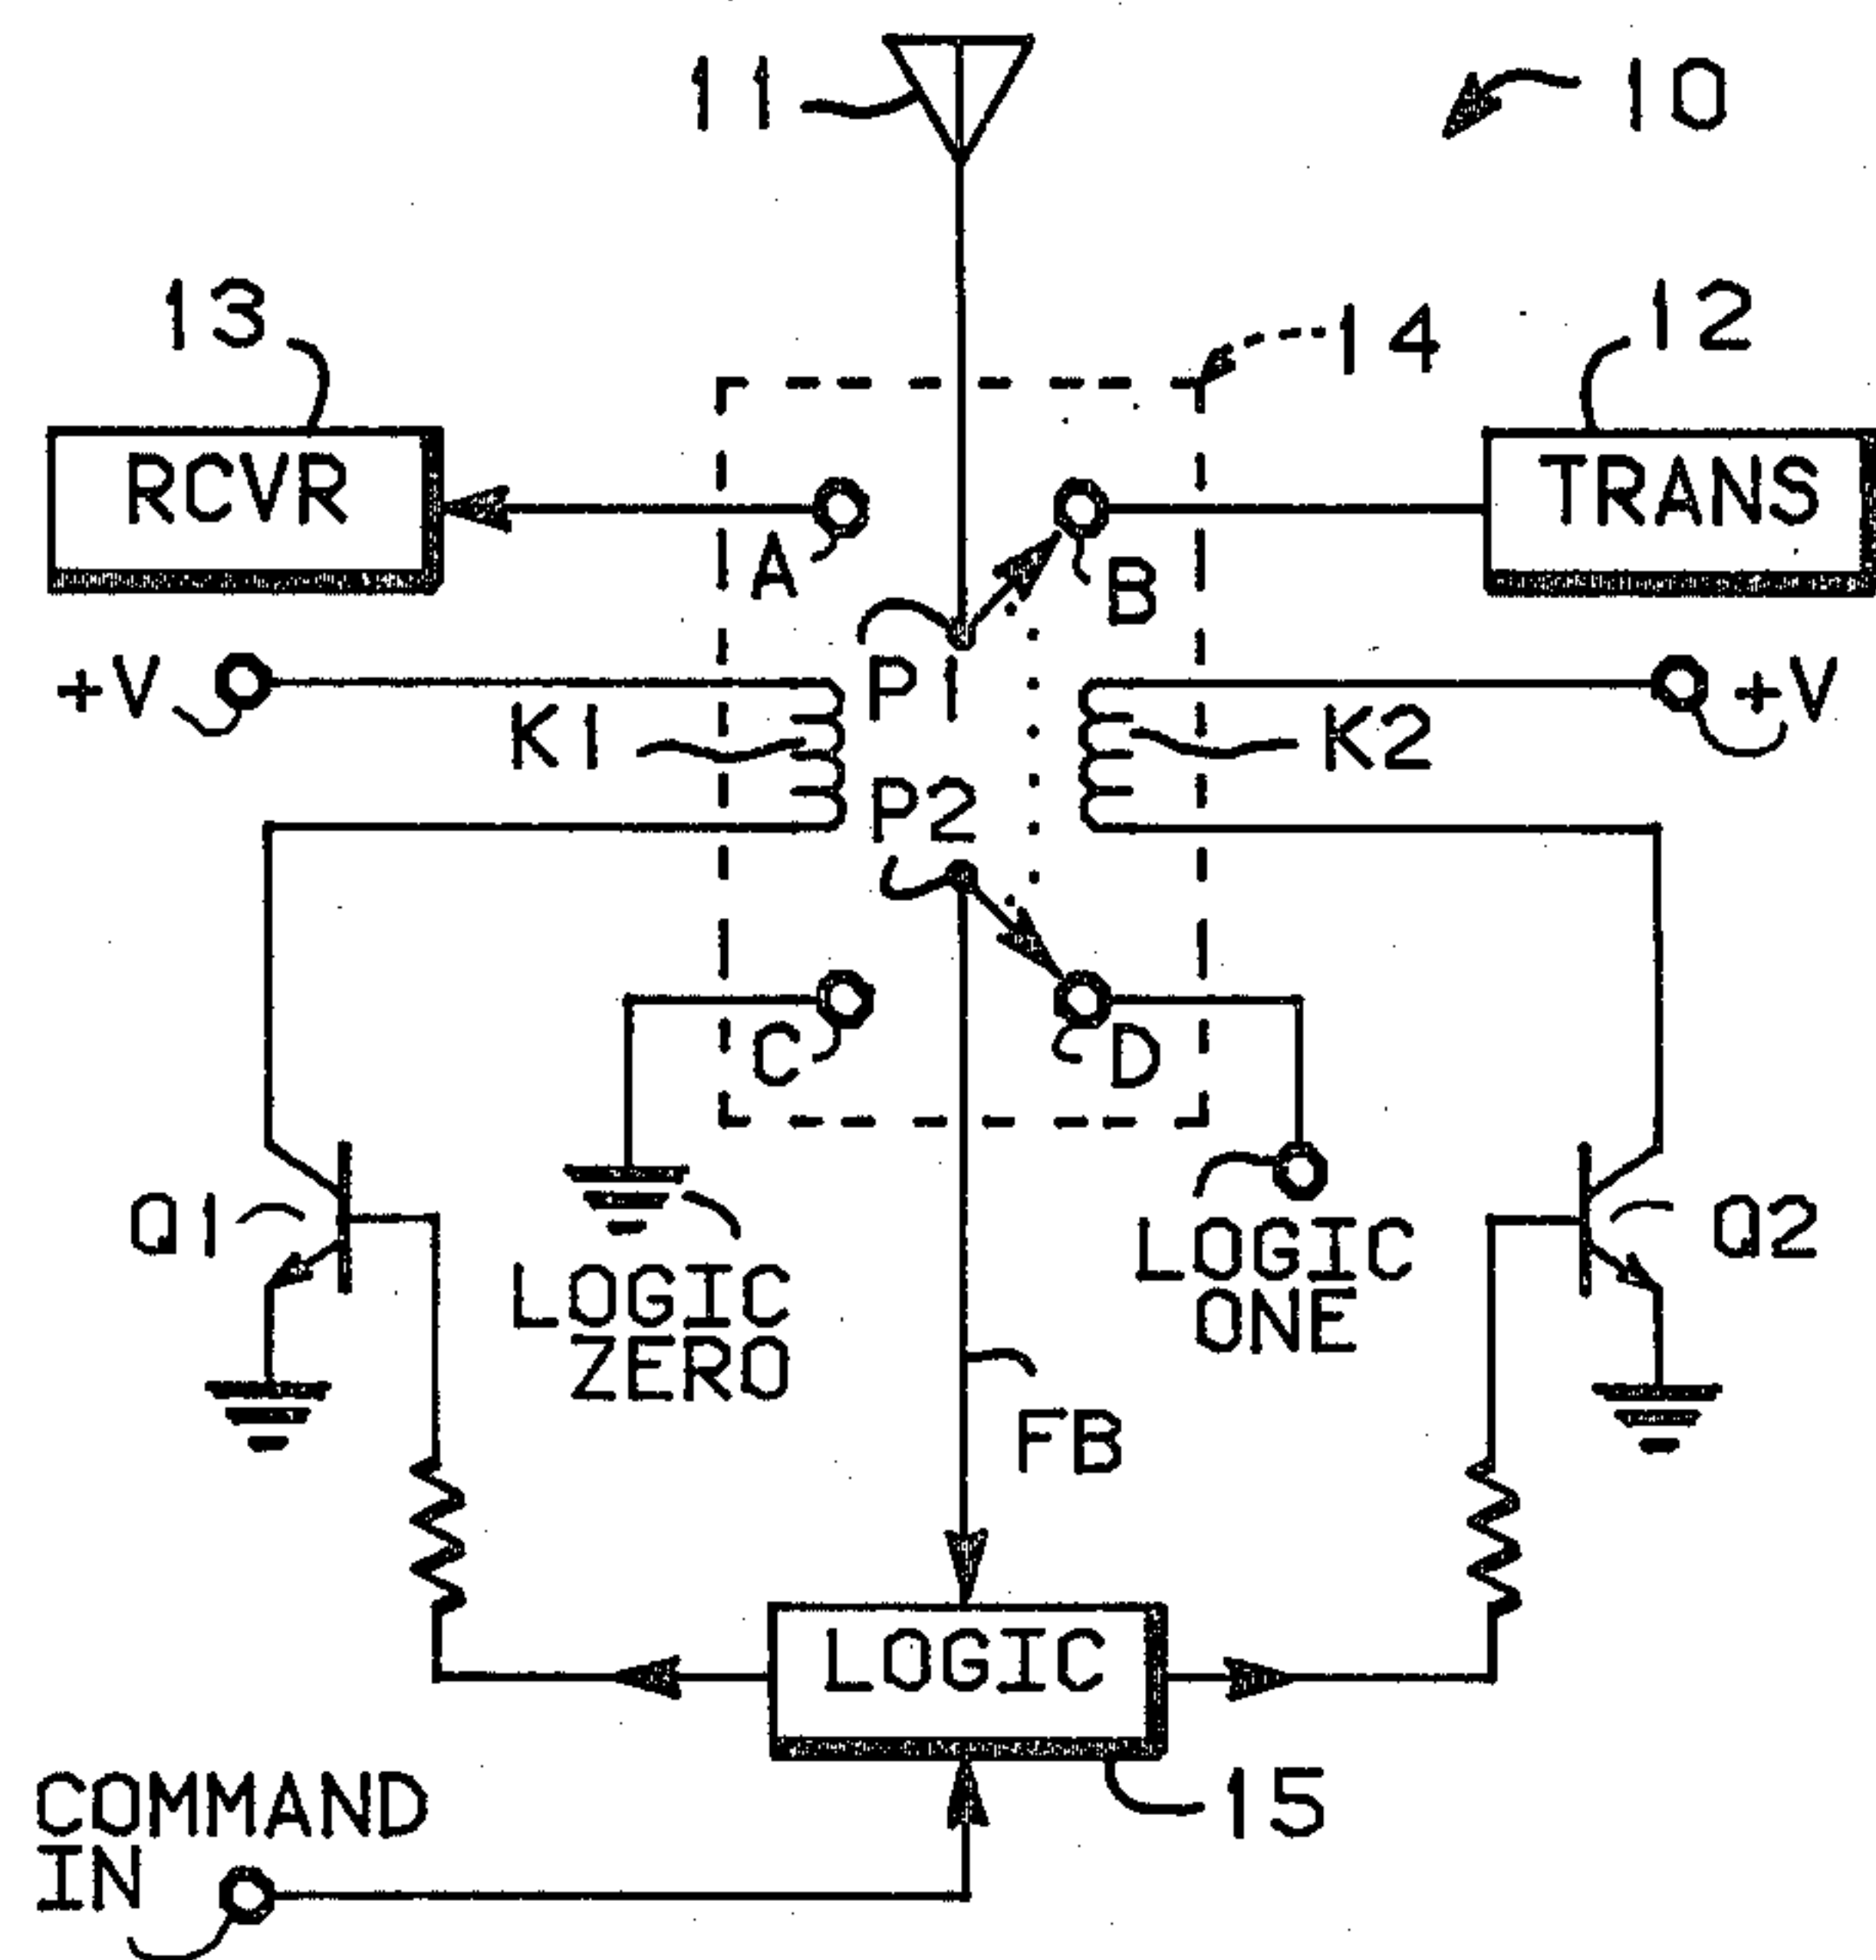 11
10
13
14
12
RCVR
TRANS
A
B
+V
P1
+V
K1
K2
P2
C
D
Q1
LOGIC
ZERO
LOGIC
ONE
Q2
FB
LOGIC
15
COMMAND
IN